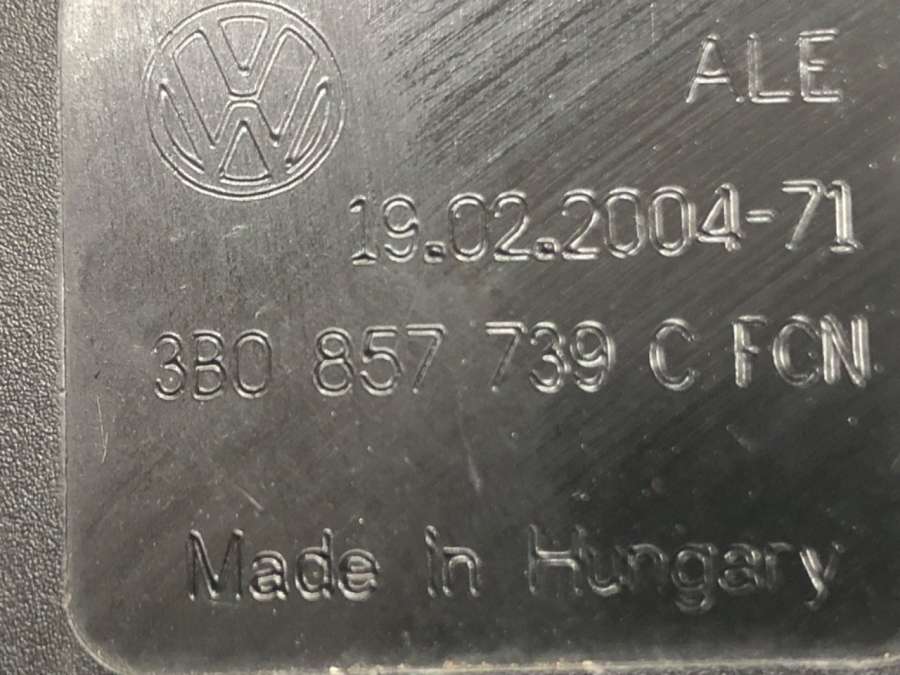 ALE
19.02.2004-71
3B0 857 739 C FCN
Made in Hungary